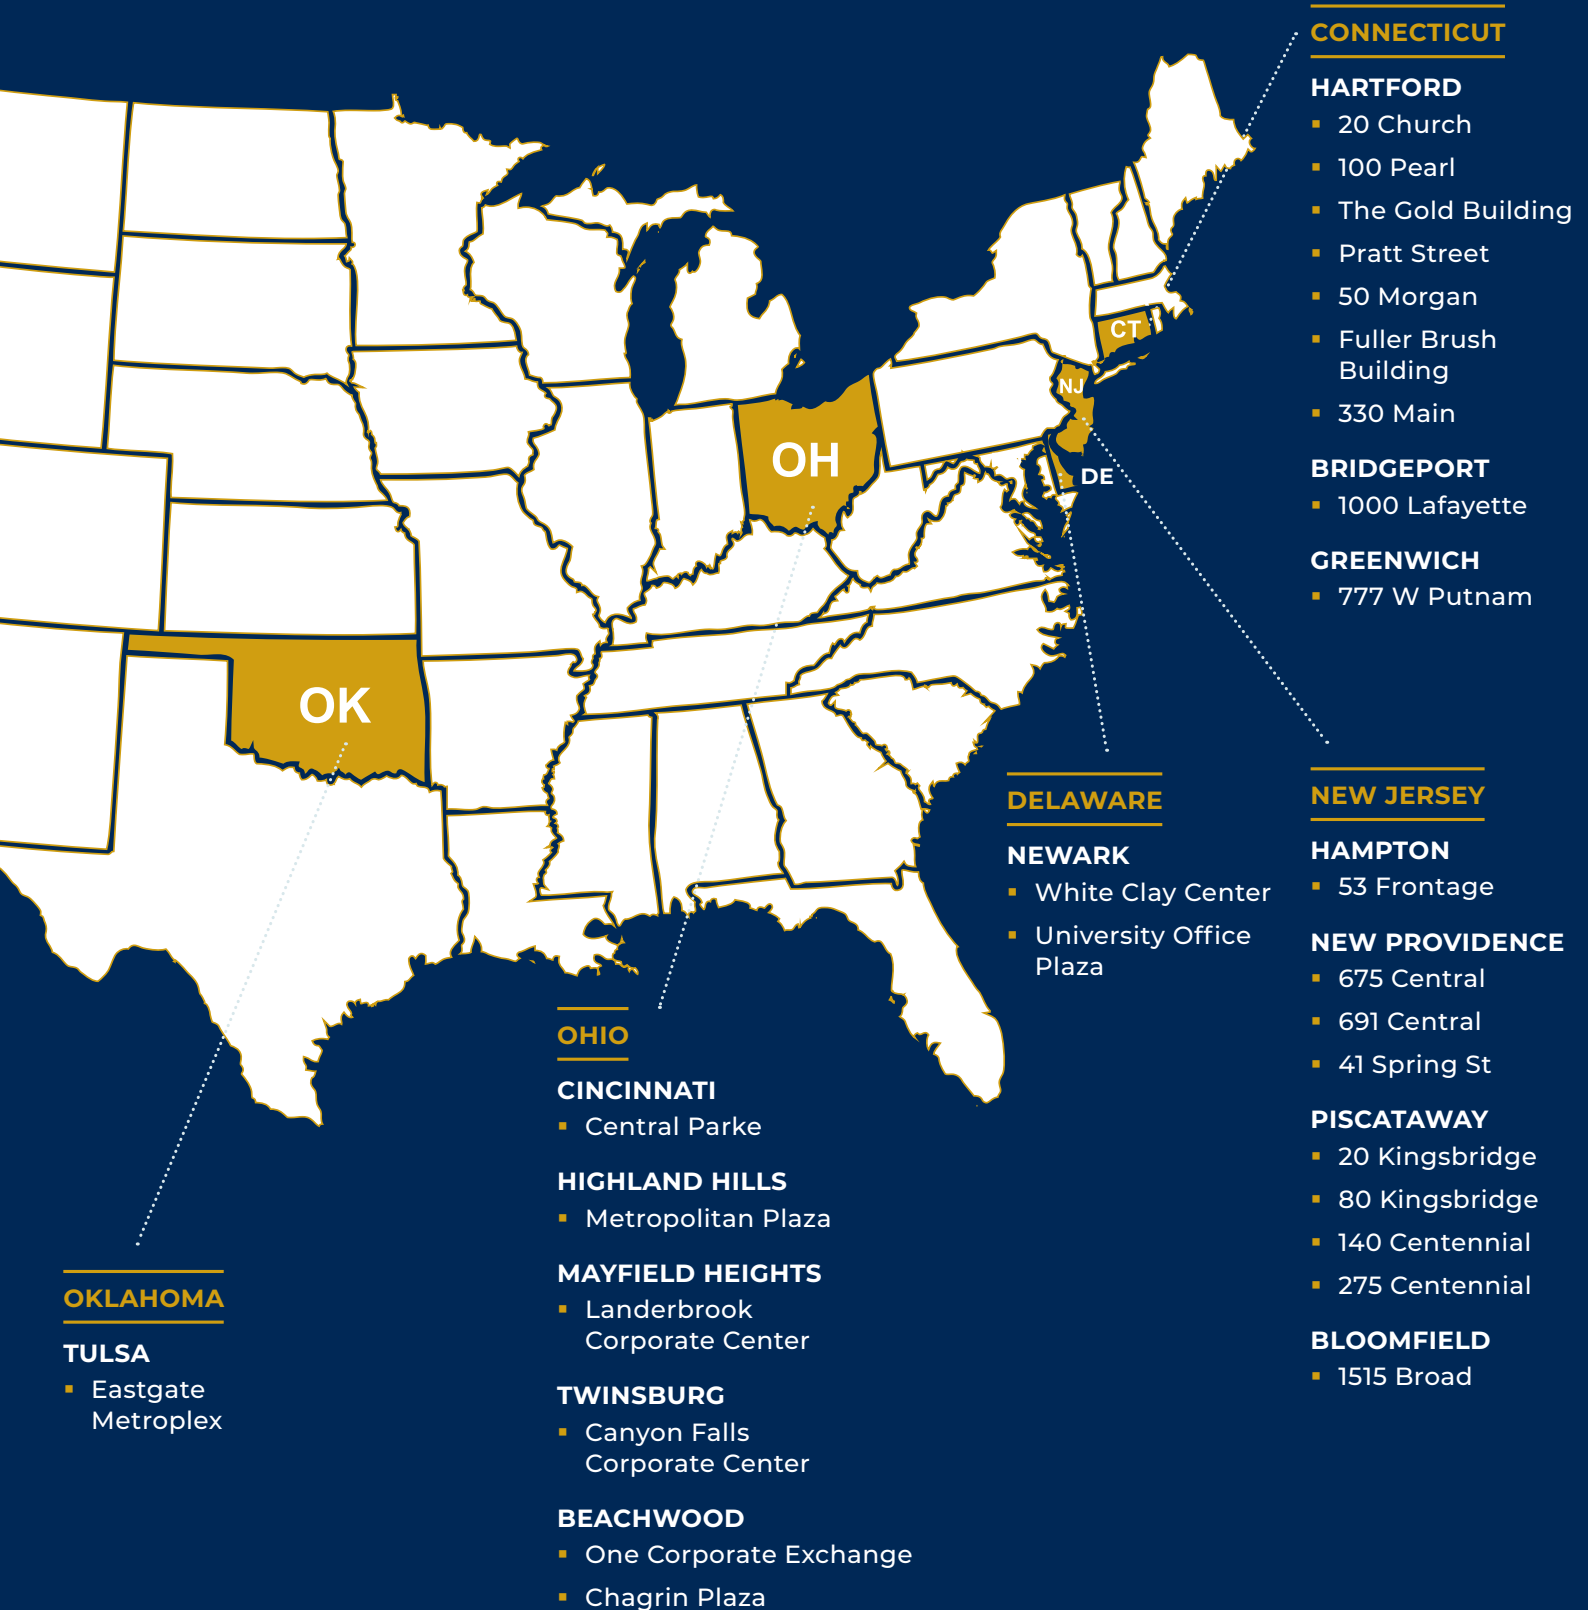 CONNECTICUT
HARTFORD
▪ 20 Church
▪ 100 Pearl
▪ The Gold Building
▪ Pratt Street
▪ 50 Morgan
▪ Fuller Brush
Building
▪ 330 Main
BRIDGEPORT
▪ 1000 Lafayette
GREENWICH
▪ 777 W Putnam
CT
NJ
OH
DE
OK
DELAWARE
NEWARK
▪ White Clay Center
▪ University Office
Plaza
NEW JERSEY
HAMPTON
▪ 53 Frontage
NEW PROVIDENCE
▪ 675 Central
▪ 691 Central
▪ 41 Spring St
PISCATAWAY
▪ 20 Kingsbridge
▪ 80 Kingsbridge
▪ 140 Centennial
▪ 275 Centennial
BLOOMFIELD
▪ 1515 Broad
OHIO
CINCINNATI
▪ Central Parke
HIGHLAND HILLS
▪ Metropolitan Plaza
MAYFIELD HEIGHTS
▪ Landerbrook
Corporate Center
TWINSBURG
▪ Canyon Falls
Corporate Center
BEACHWOOD
▪ One Corporate Exchange
▪ Chagrin Plaza
OKLAHOMA
TULSA
▪ Eastgate
Metroplex